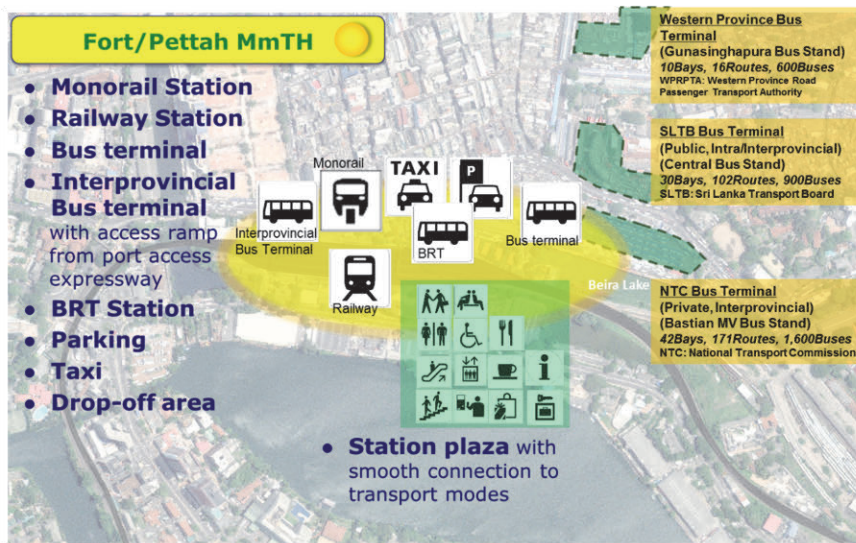 Fort/Pettah MmTH
● Monorail Station
● Railway Station
● Bus terminal
● Interprovincial
Bus terminal
with access ramp
from port access
expressway
● BRT Station
● Parking
● Taxi
● Drop-off area
Monorail
TAXI
P
Interprovincial
Bus Terminal
BRT
Bus terminal
Railway
Beira Lake
i
● Station plaza with
smooth connection to
transport modes
Western Province Bus
Terminal
(Gunasinghapura Bus Stand)
10Bays, 16Routes, 600Buses
WPRPTA: Western Province Road
Passenger Transport Authority
SLTB Bus Terminal
(Public, Intra/Interprovincial)
(Central Bus Stand)
30Bays, 102Routes, 900Buses
SLTB: Sri Lanka Transport Board
NTC Bus Terminal
(Private, Interprovincial)
(Bastian MV Bus Stand)
42Bays, 171Routes, 1,600Buses
NTC: National Transport Commission